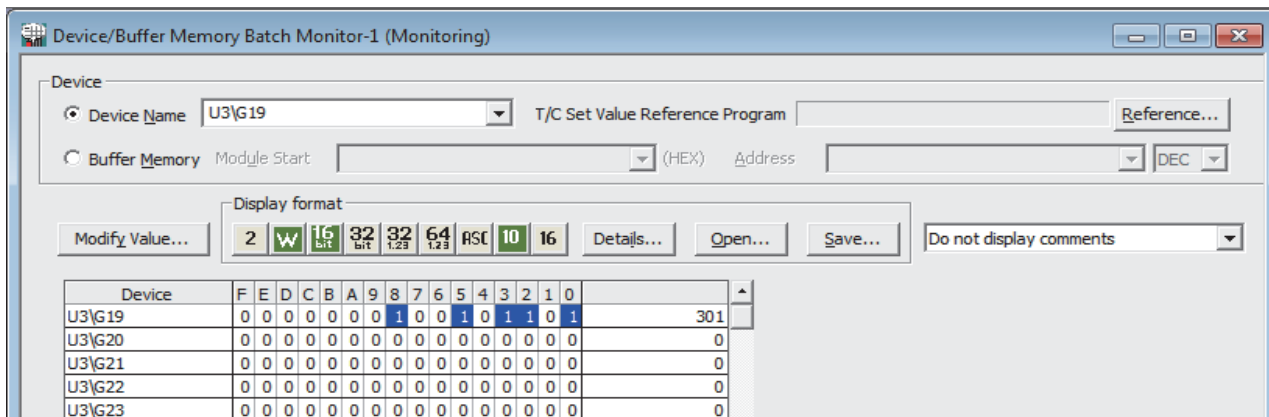 Device/Buffer Memory Batch Monitor-1 (Monitoring)
Device
Device Name U3\G19 T/C Set Value Reference Program Reference...
Buffer Memory Module Start (HEX) Address DEC
Display format
Modify Value... 2 W 16 bit 32 bit 32 1.23 64 1.23 ASC 10 16 Details... Open... Save... Do not display comments
Device F E D C B A 9 8 7 6 5 4 3 2 1 0
U3\G19 0 0 0 0 0 0 0 1 0 0 1 0 1 1 0 1 301
U3\G20 0 0 0 0 0 0 0 0 0 0 0 0 0 0 0 0 0
U3\G21 0 0 0 0 0 0 0 0 0 0 0 0 0 0 0 0 0
U3\G22 0 0 0 0 0 0 0 0 0 0 0 0 0 0 0 0 0
U3\G23 0 0 0 0 0 0 0 0 0 0 0 0 0 0 0 0 0